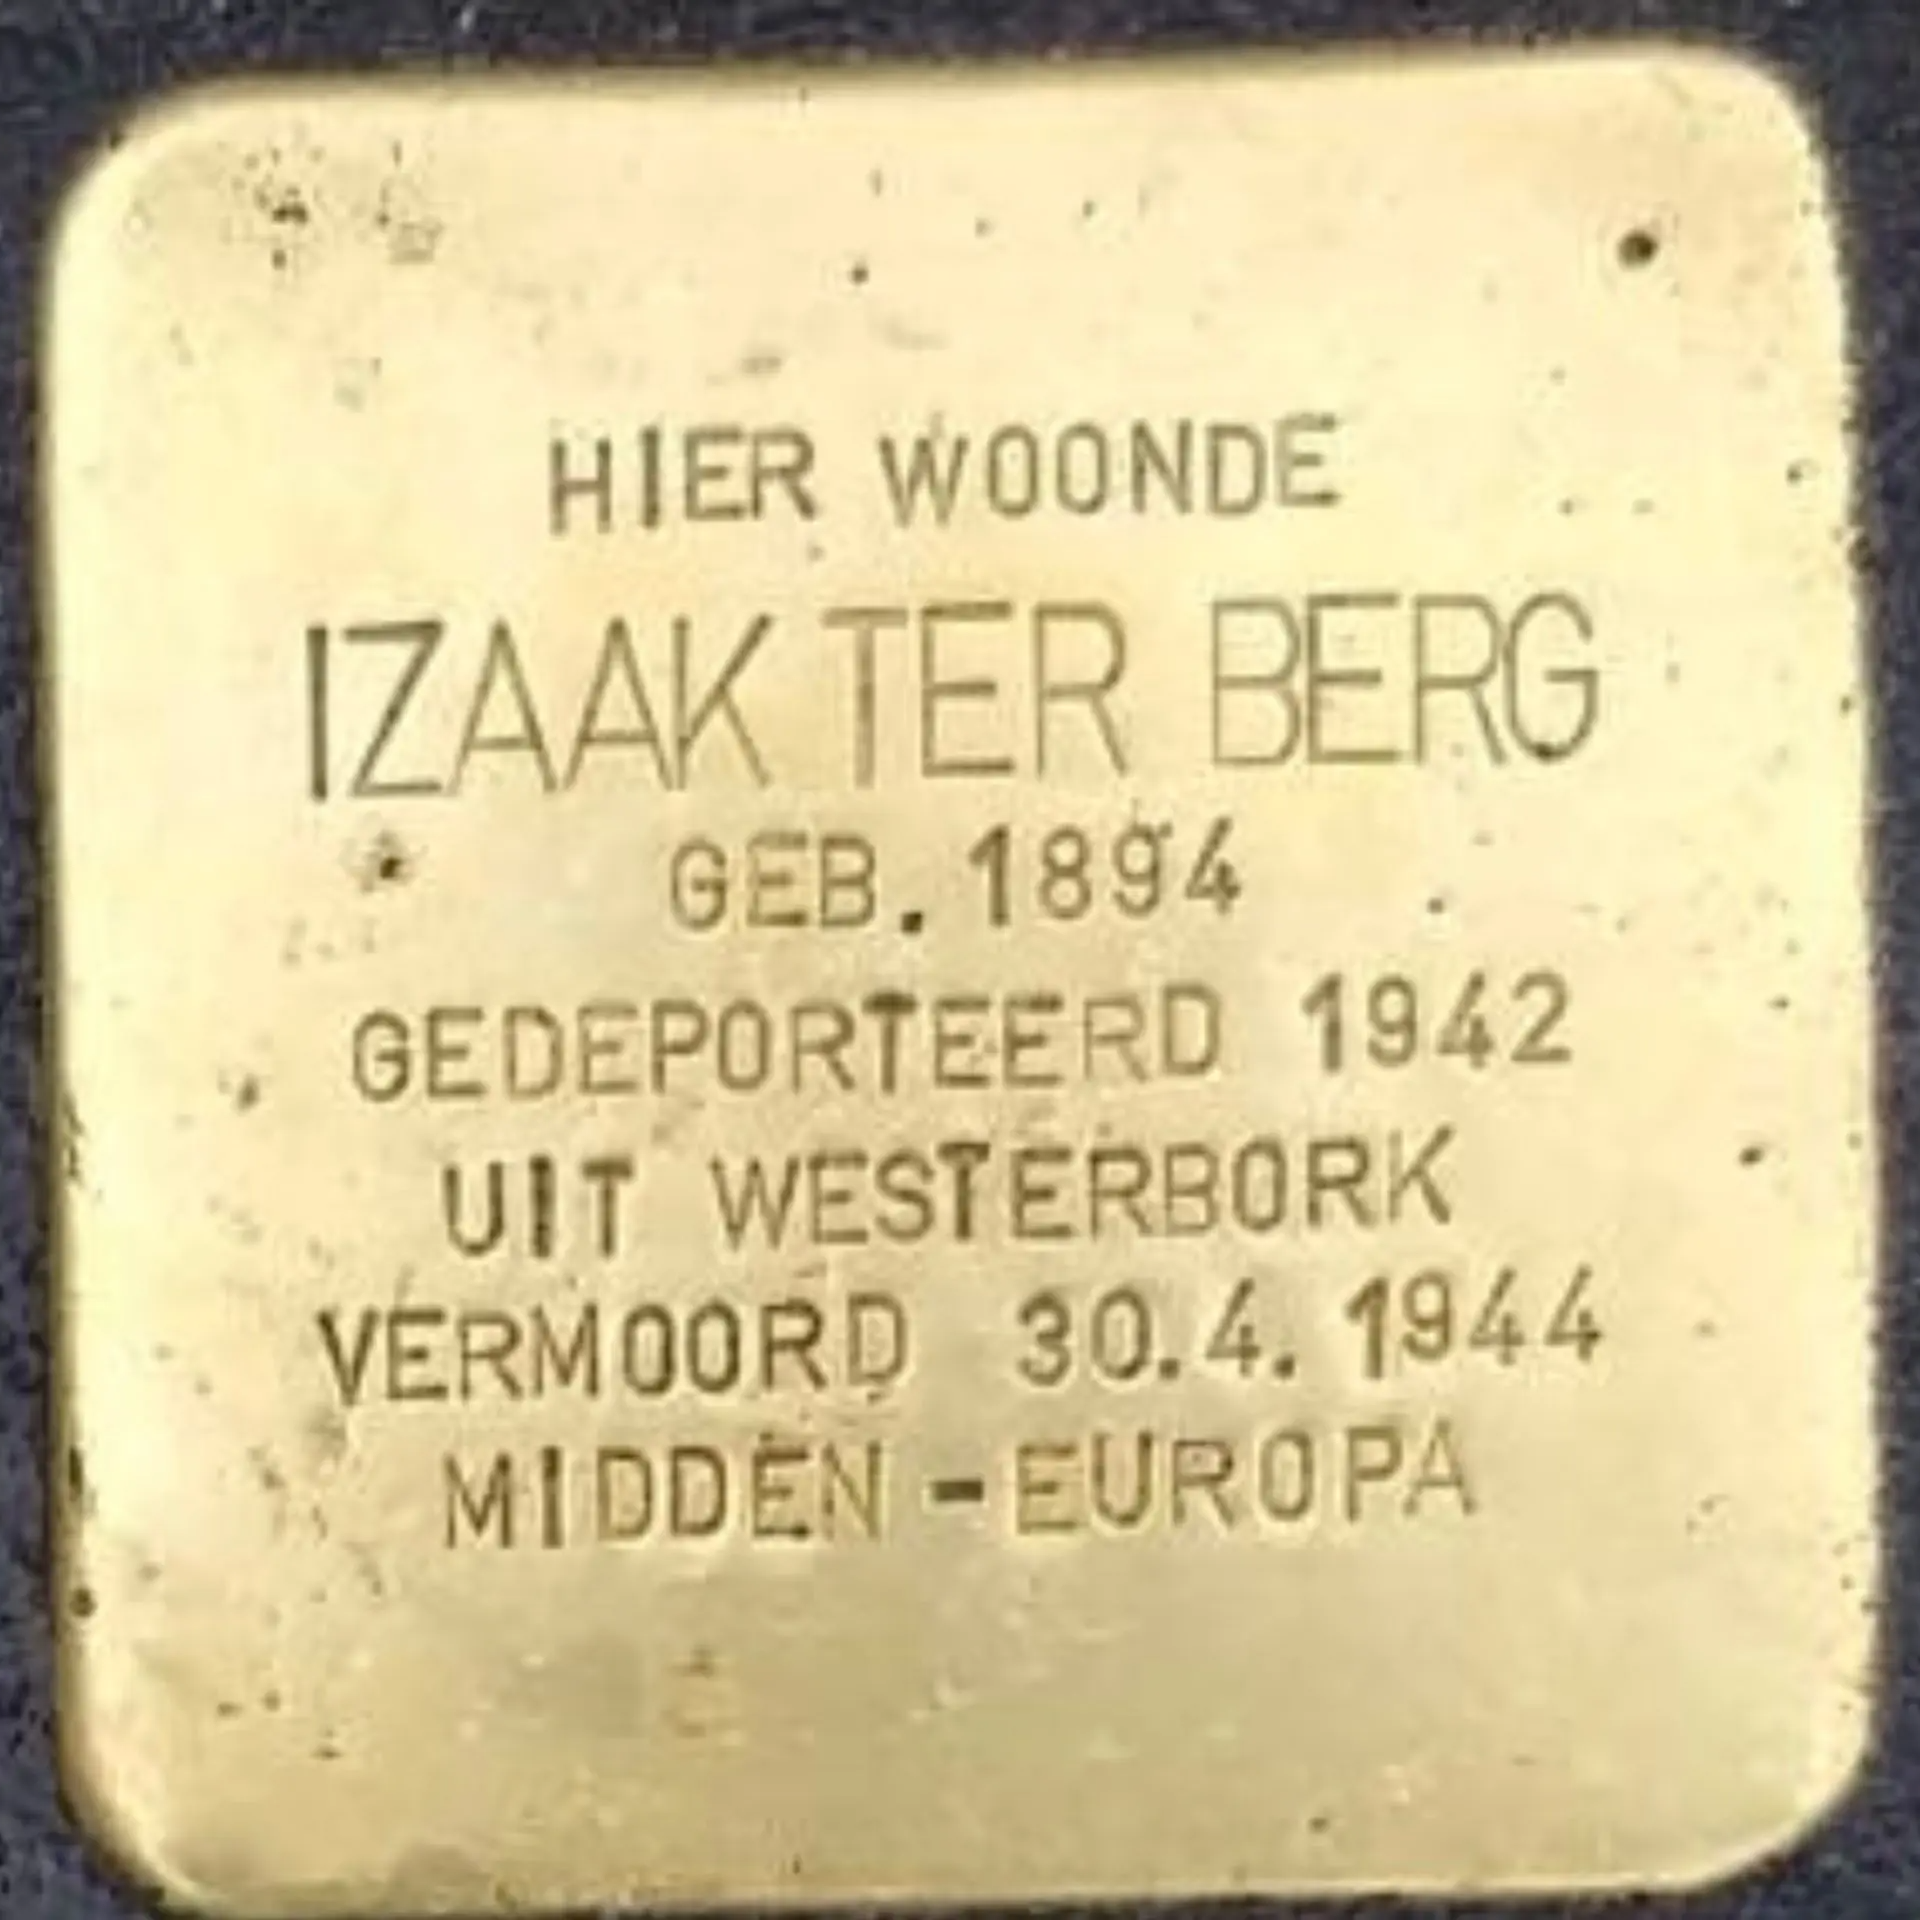 HIER WOONDE
IZAAK TER BERG
GEB. 1894
GEDEPORTEERD 1942
UIT WESTERBORK
VERMOORD 30.4.1944
MIDDEN-EUROPA